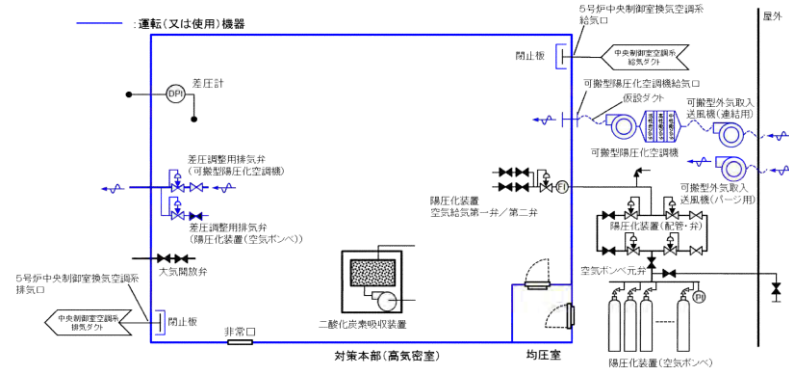 :運転(又は使用)機器
5号炉中央制御室換気空調系
給気口
屋外
閉止板
中央制御室空調系
給気ダクト
差圧計
DPI
可搬型陽圧化空調機給気口
仮設ダクト
可搬型外気取入
送風機(連結用)
可搬型陽圧化空調機
差圧調整用排気弁
(可搬型陽圧化空調機)
陽圧化装置
空気給気第一弁/第二弁
FI
可搬型外気取入
送風機(パージ用)
差圧調整用排気弁
(陽圧化装置(空気ボンベ))
陽圧化装置(配管・弁)
大気開放弁
5号炉中央制御室換気空調系
排気口
空気ボンベ元弁
PI
中央制御室空調系
排気ダクト
閉止板
非常口
二酸化炭素吸収装置
対策本部(高気密室)
均圧室
陽圧化装置(空気ボンベ)